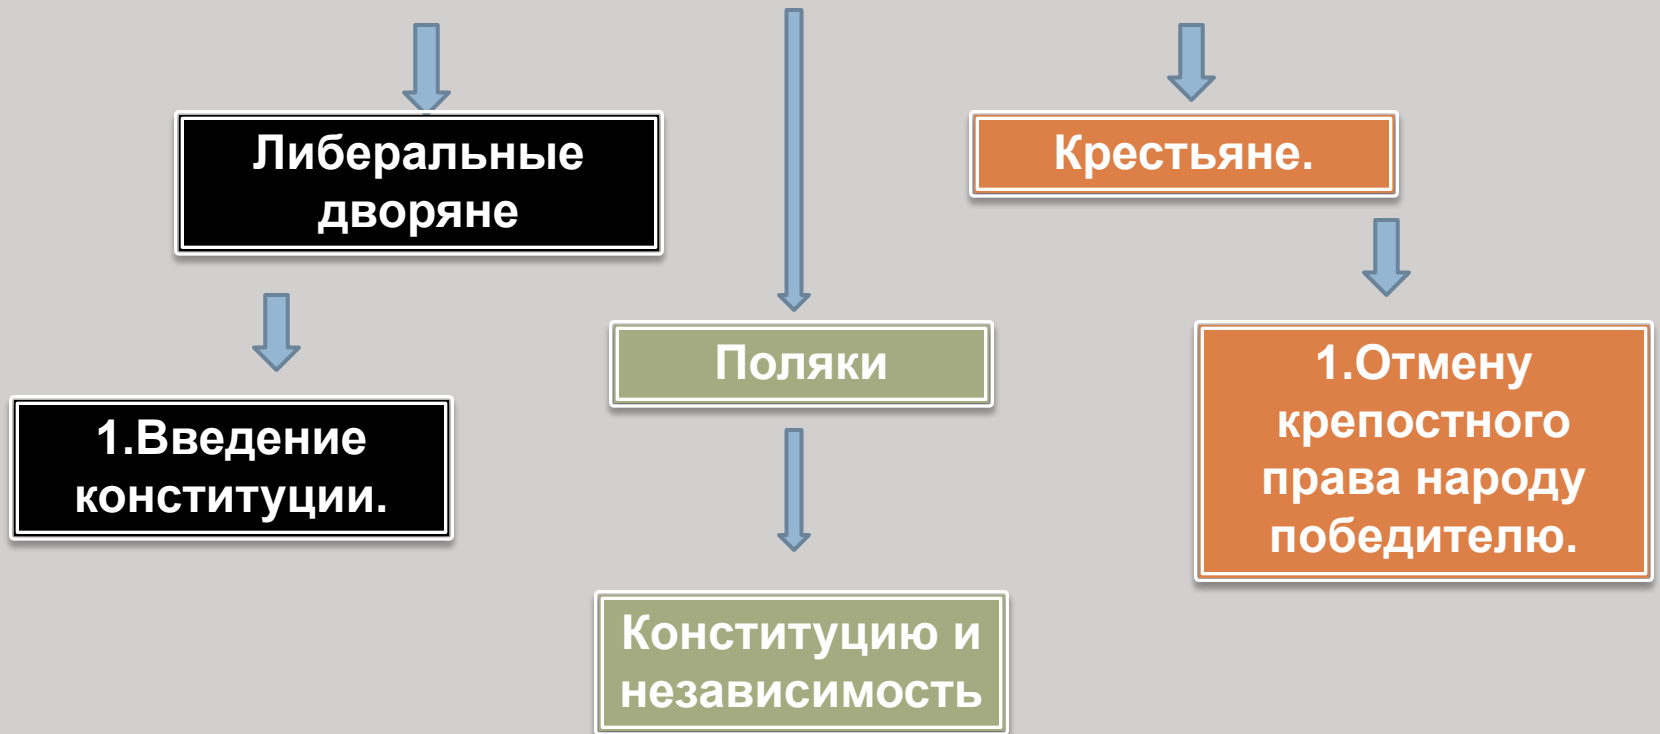 Либеральные
дворяне
Крестьяне.
Поляки
1.Введение
конституции.
1.Отмену
крепостного
права народу
победителю.
Конституцию и
независимость